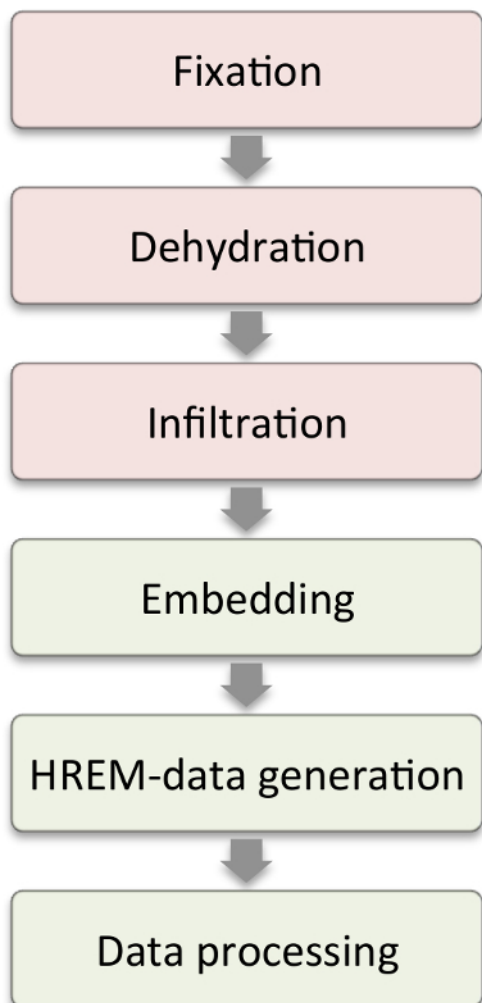 Fixation
Dehydration
Infiltration
Embedding
HREM-data generation
Data processing